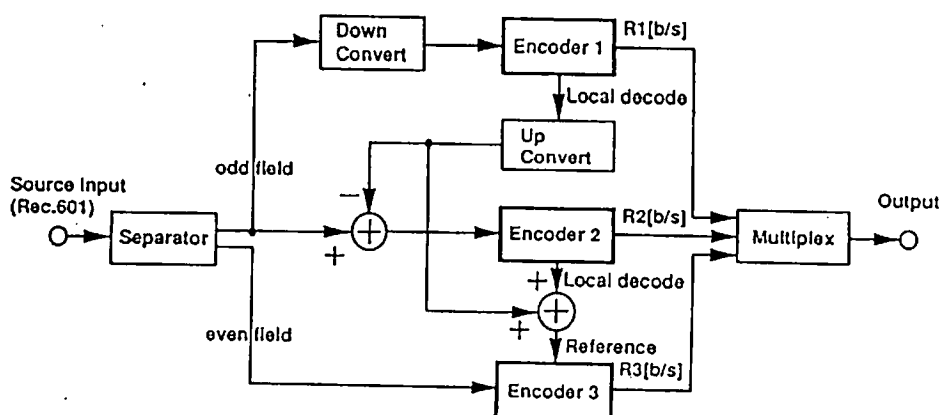 Down
Convert
Encoder 1
R1[b/s]
Local decode
Up
Convert
odd field
Source Input
(Rec.601)
Separator
−
+
+
Encoder 2
R2[b/s]
Multiplex
Output
+
Local decode
+
+
even field
Reference
Encoder 3
R3[b/s]